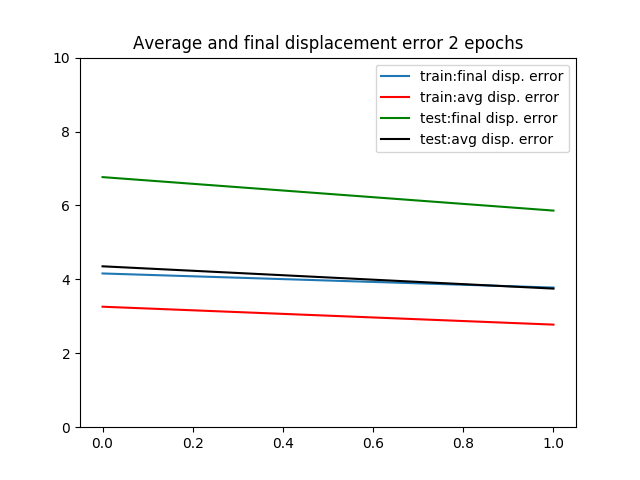 Average and final displacement error 2 epochs
train:final disp. error
train:avg disp. error
test:final disp. error
test:avg disp. error
10
8
6
4
2
0
0.0 0.2 0.4 0.6 0.8 1.0